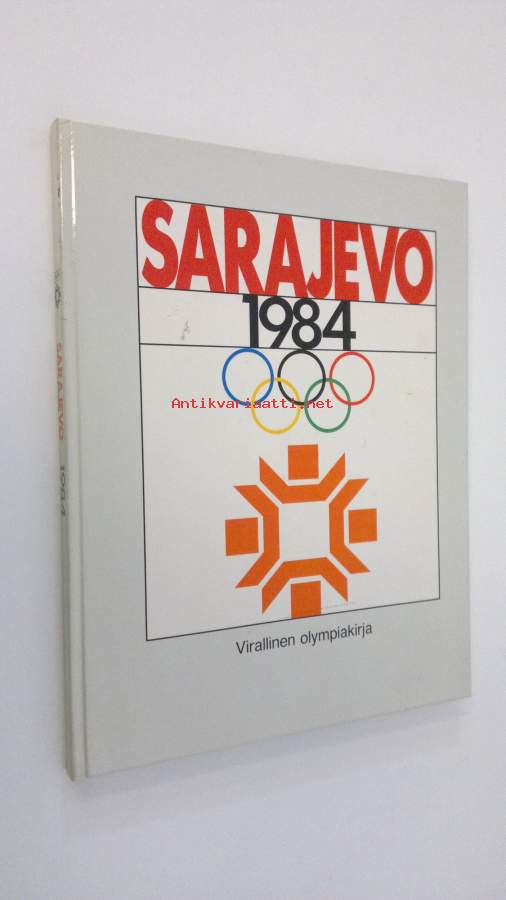 SARAJEVO
1984
Antikvariaatti.net
Virallinen olympiakirja
SARAJEVO 1984